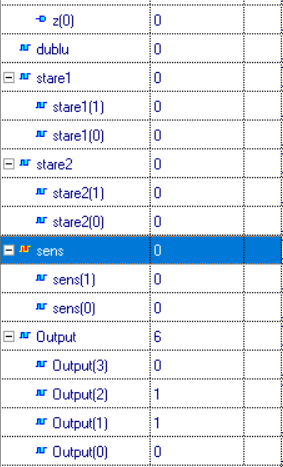 z(0) 0
dublu 0
stare1 0
stare1(1) 0
stare1(0) 0
stare2 0
stare2(1) 0
stare2(0) 0
sens 0
sens(1) 0
sens(0) 0
Output 6
Output(3) 0
Output(2) 1
Output(1) 1
Output(0) 0